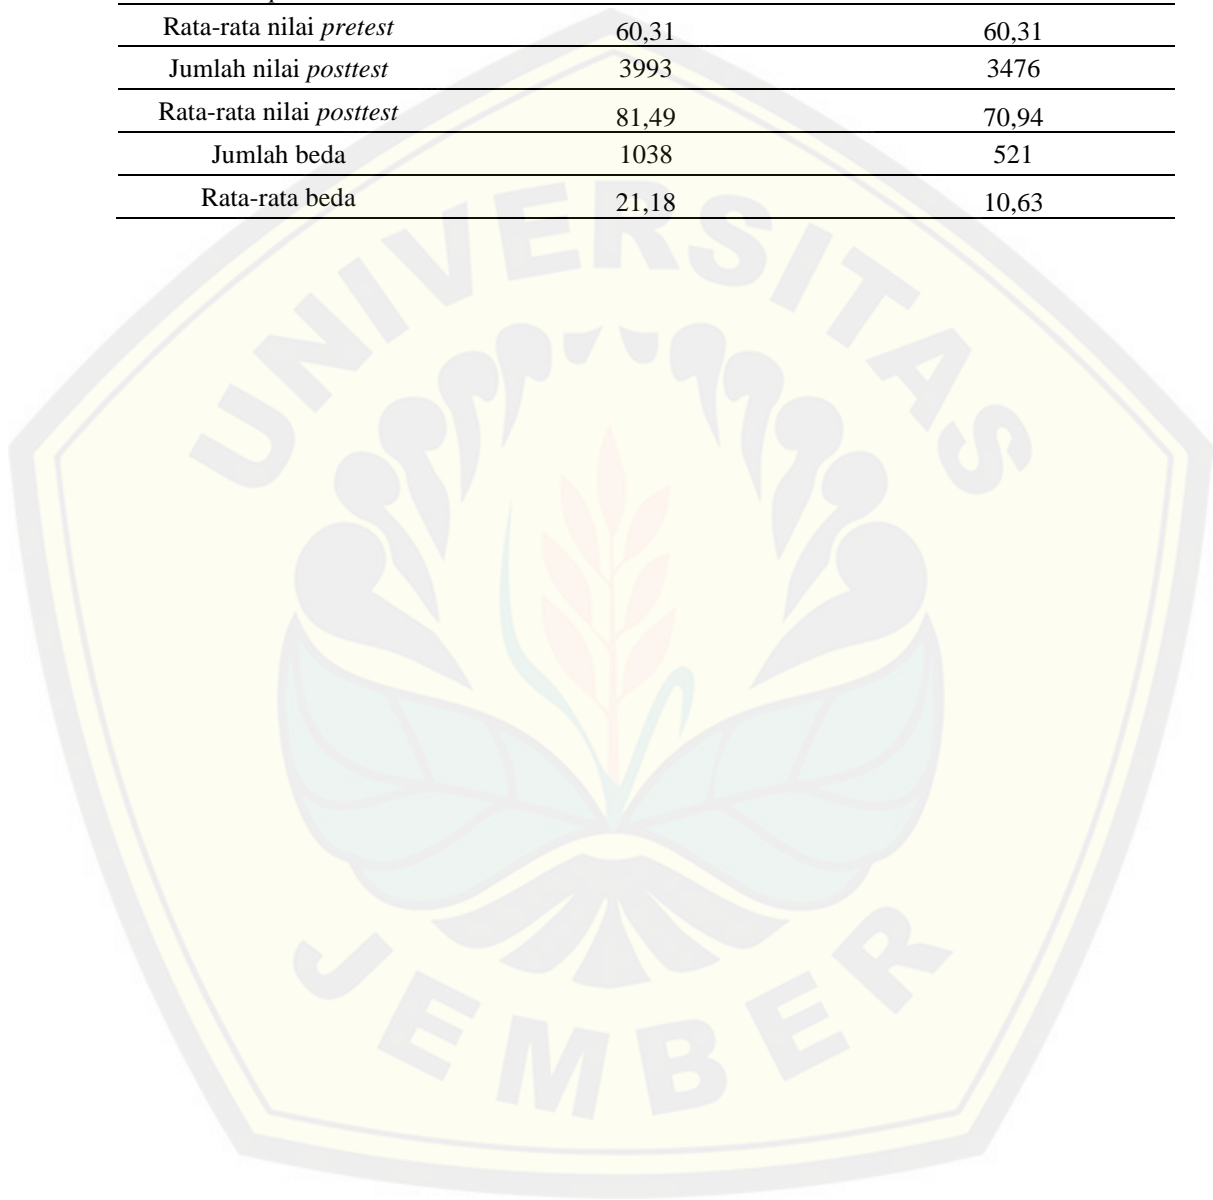 Rata-rata nilai pretest 60,31 60,31
Jumlah nilai posttest 3993 3476
Rata-rata nilai posttest 81,49 70,94
Jumlah beda 1038 521
Rata-rata beda 21,18 10,63
UNIVERSITAS
JEMBER